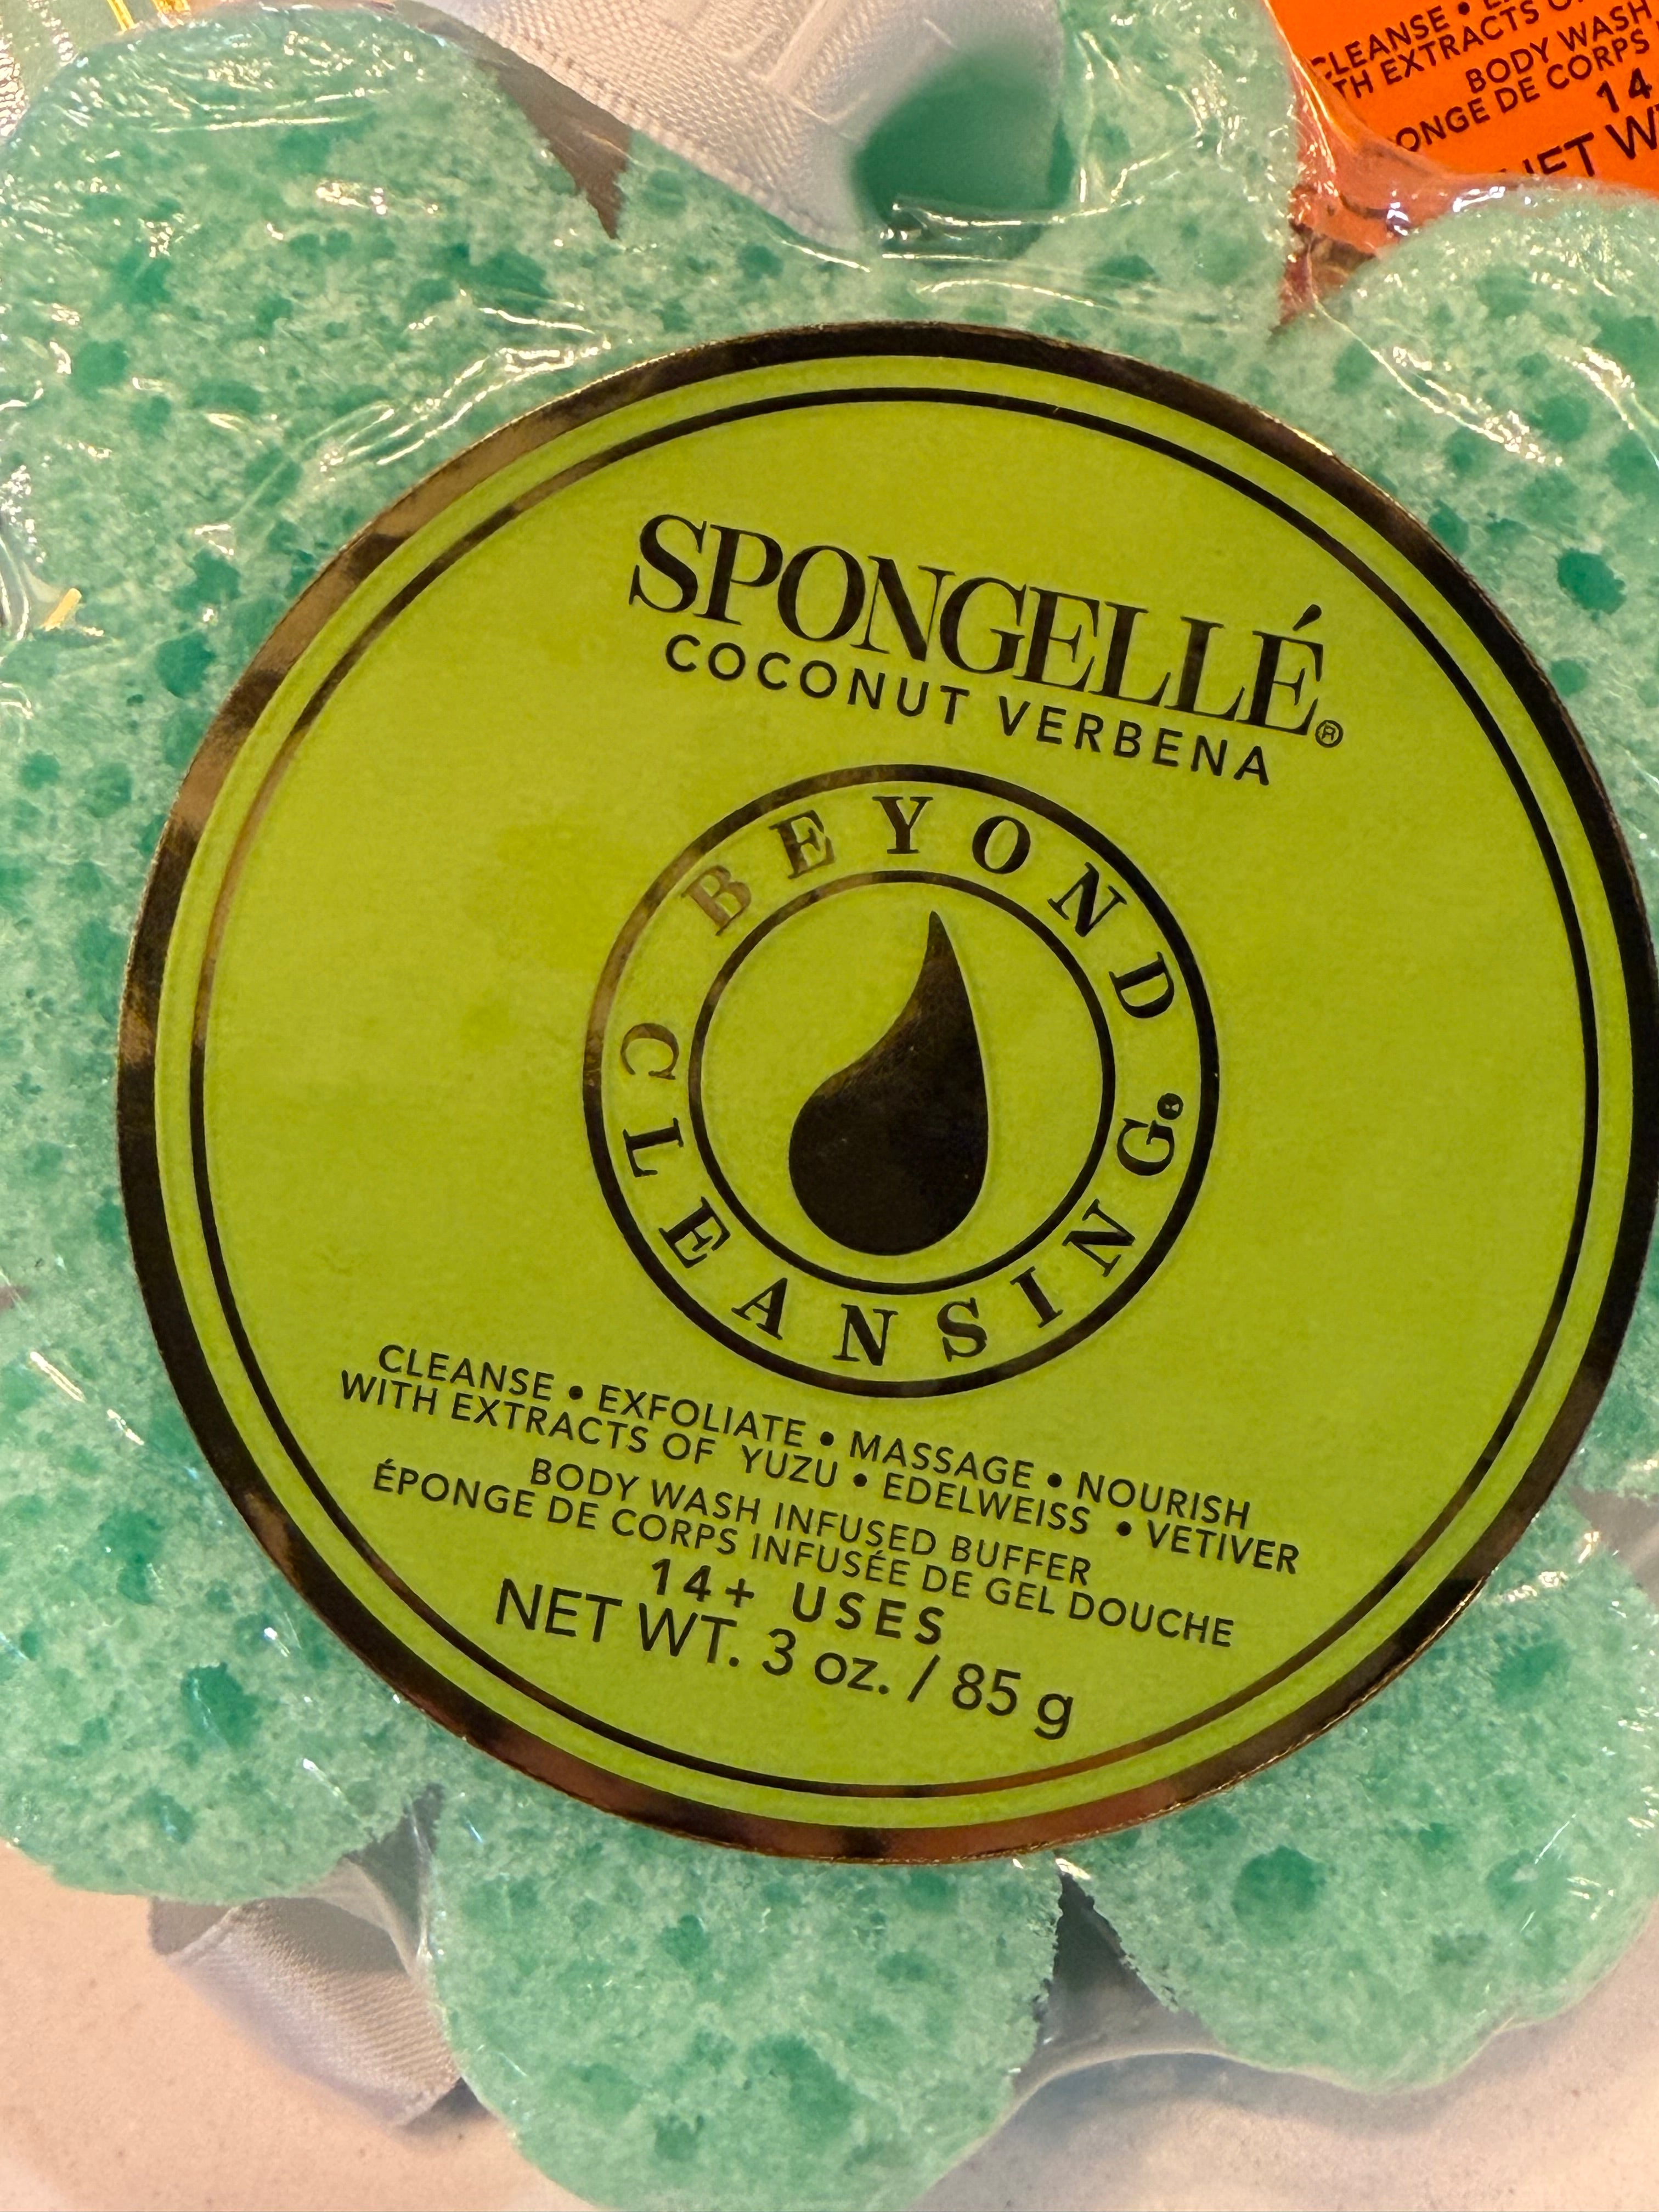 CLEANSE •
TH EXTRACTS
BODY WASH
ONGE DE CORPS
14
NET W
SPONGELLÉ®
COCONUT VERBENA
BEYOND
CLEANSING®
CLEANSE • EXFOLIATE • MASSAGE • NOURISH
WITH EXTRACTS OF YUZU • EDELWEISS • VETIVER
BODY WASH INFUSED BUFFER
ÉPONGE DE CORPS INFUSÉE DE GEL DOUCHE
14+ USES
NET WT. 3 oz. / 85 g